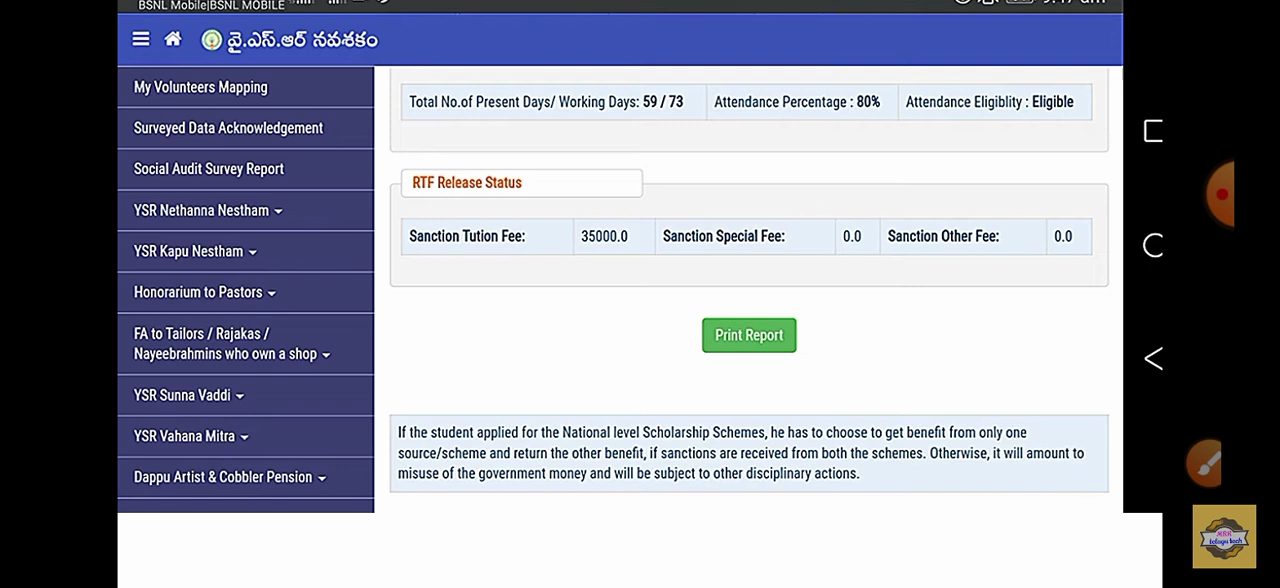 BSNL Mobile|BSNL MOBILE
వై.ఎస్.ఆర్ నవశకం
My Volunteers Mapping
Surveyed Data Acknowledgement
Social Audit Survey Report
YSR Nethanna Nestham
YSR Kapu Nestham
Honorarium to Pastors
FA to Tailors / Rajakas /
Nayeebrahmins who own a shop
YSR Sunna Vaddi
YSR Vahana Mitra
Dappu Artist & Cobbler Pension
Total No.of Present Days/ Working Days: 59 / 73 Attendance Percentage : 80% Attendance Eligiblity : Eligible
RTF Release Status
Sanction Tution Fee: 35000.0 Sanction Special Fee: 0.0 Sanction Other Fee: 0.0
Print Report
If the student applied for the National level Scholarship Schemes, he has to choose to get benefit from only one
source/scheme and return the other benefit, if sanctions are received from both the schemes. Otherwise, it will amount to
misuse of the government money and will be subject to other disciplinary actions.
telugu tech